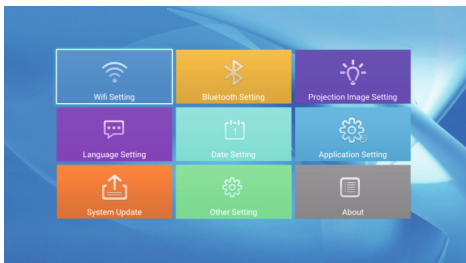 Wifi Setting
Bluetooth Setting
Projection Image Setting
Language Setting
Date Setting
Application Setting
System Update
Other Setting
About